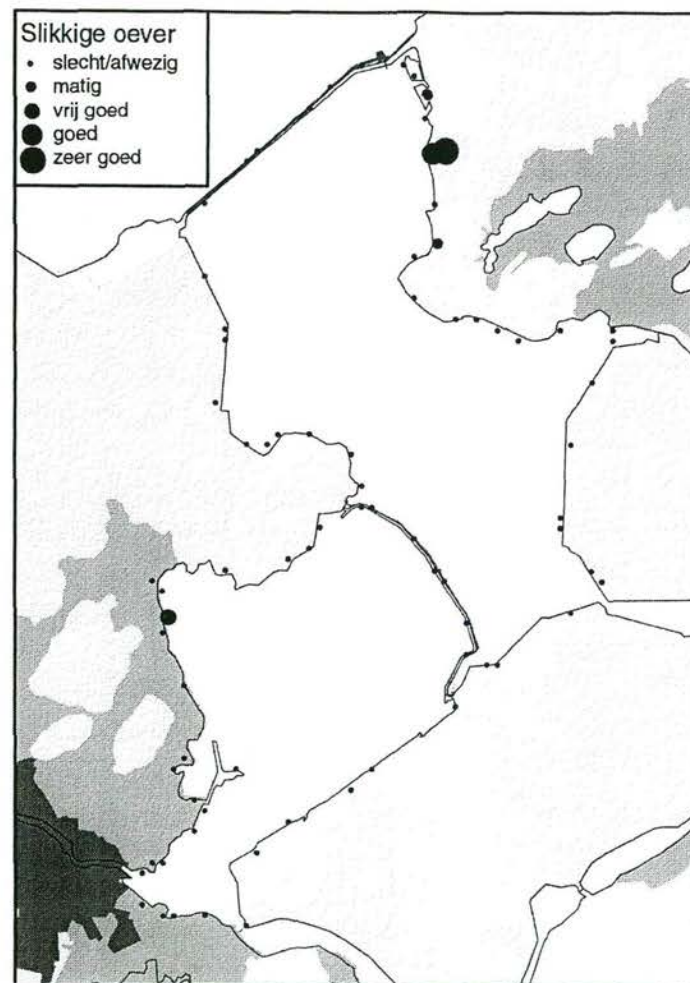 Slikkige oever
slecht/afwezig
matig
vrij goed
goed
zeer goed